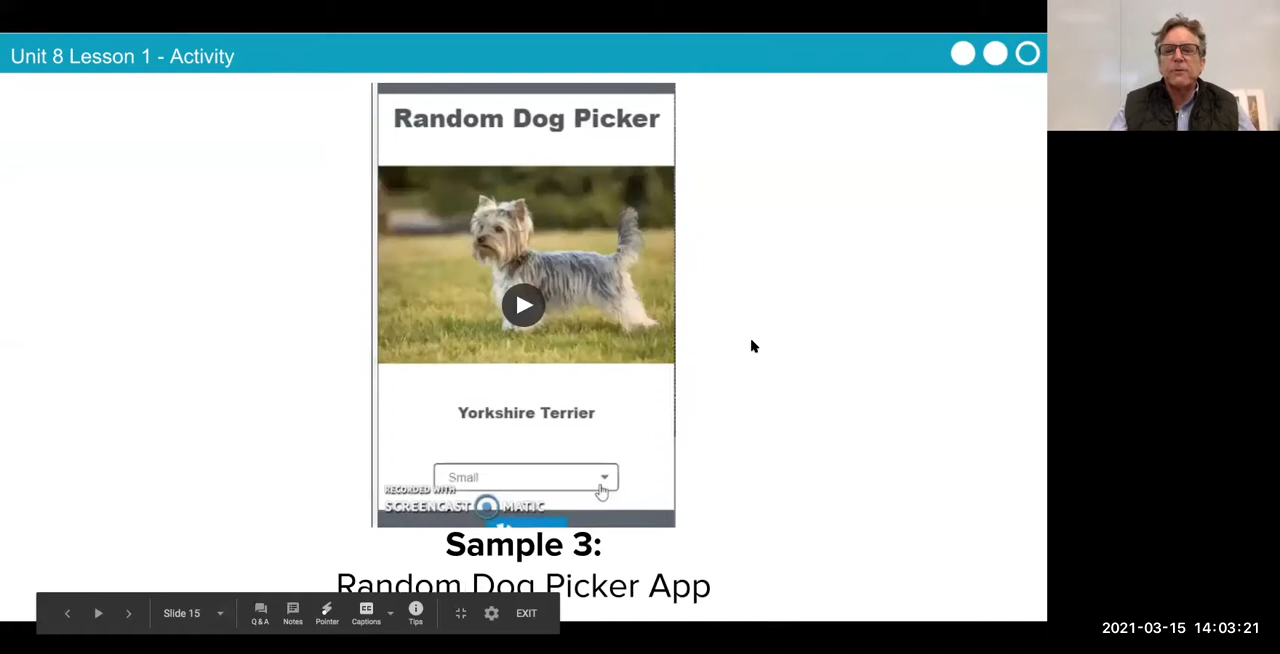 Unit 8 Lesson 1 - Activity
Random Dog Picker
Yorkshire Terrier
Small
RECORDED WITH
SCREENCAST MATIC
Sample 3:
Random Dog Picker App
Slide 15
Q & A
Notes
Pointer
CC
Captions
Tips
EXIT
2021-03-15 14:03:21